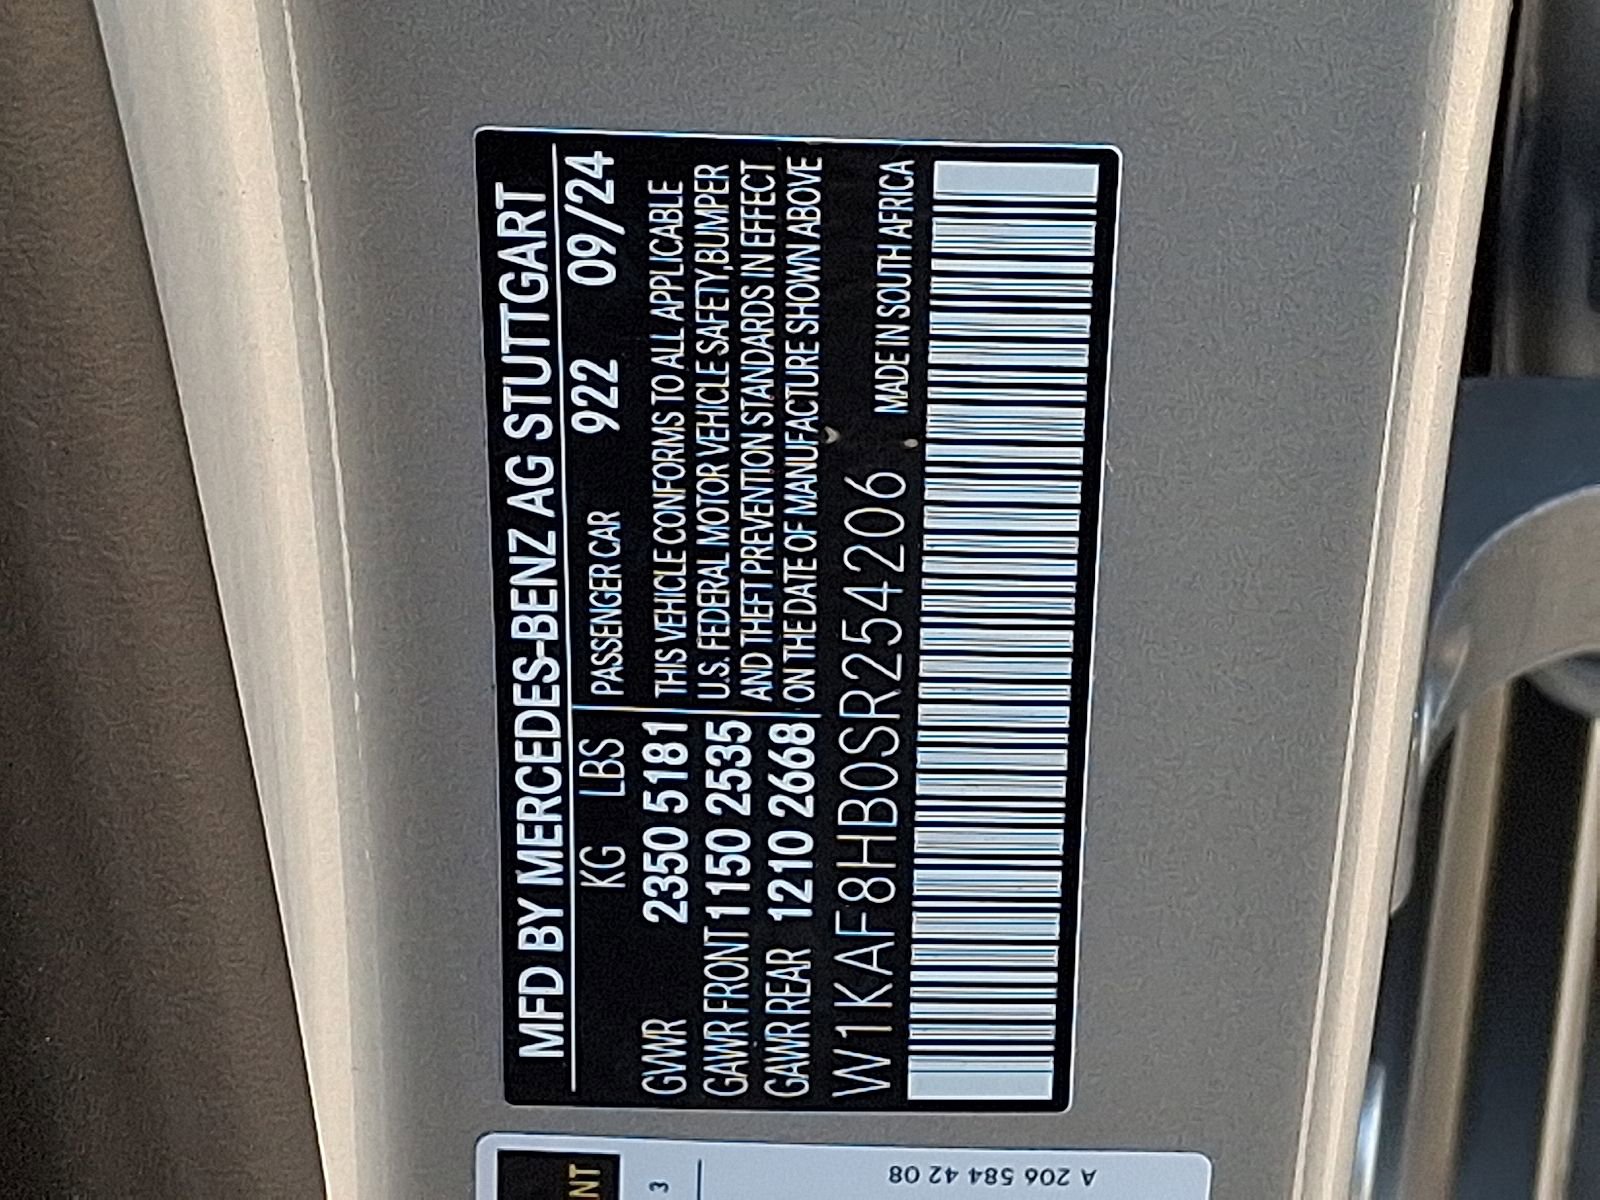 MFD BY MERCEDES-BENZ AG STUTTGART
KG LBS PASSENGER CAR 922 09/24
GVWR 2350 5181
GAWR FRONT 1150 2535
GAWR REAR 1210 2668
THIS VEHICLE CONFORMS TO ALL APPLICABLE
U.S. FEDERAL MOTOR VEHICLE SAFETY,BUMPER
AND THEFT PREVENTION STANDARDS IN EFFECT
ON THE DATE OF MANUFACTURE SHOWN ABOVE
W1KAF8HB0SR254206 MADE IN SOUTH AFRICA
3
A 206 584 42 08